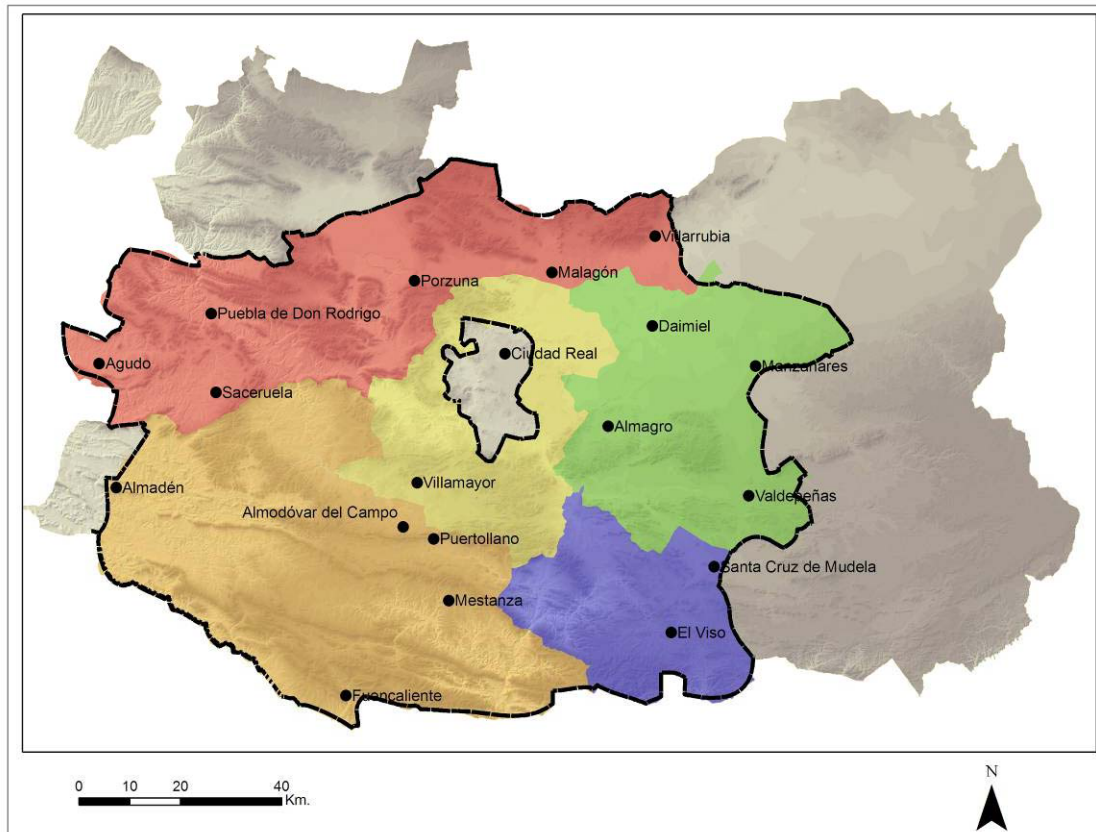 Villarrubia
Malagón
Porzuna
Puebla de Don Rodrigo
Daimiel
Ciudad Real
Agudo
Manzanares
Saceruela
Almagro
Villamayor
Almadén
Valdepeñas
Almodóvar del Campo
Puertollano
Santa Cruz de Mudela
Mestanza
El Viso
Fuencaliente
0 10 20 40
Km.
N